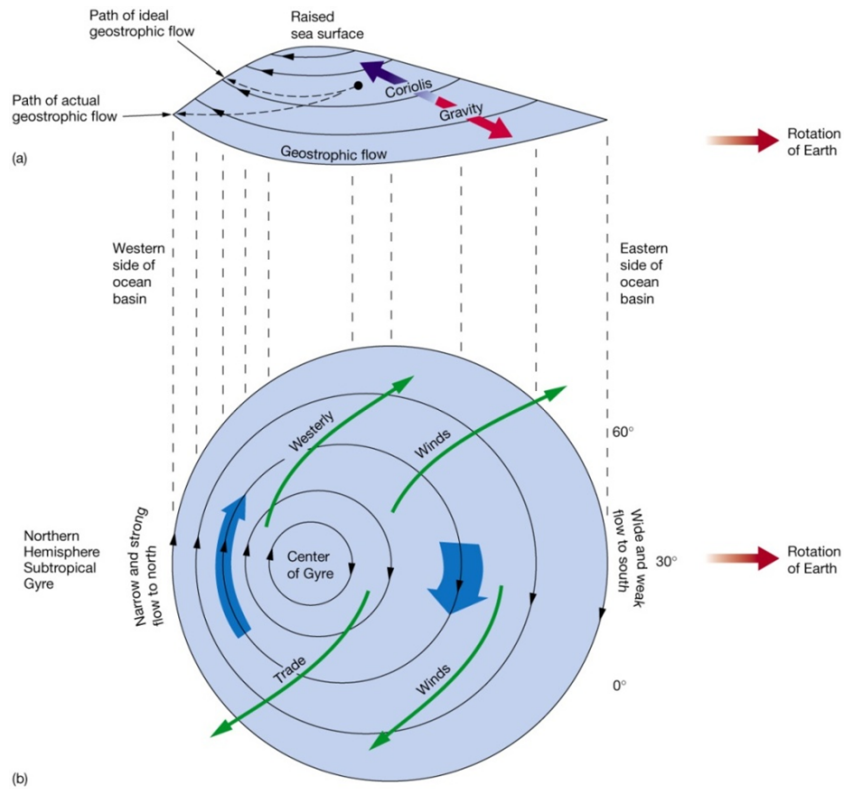 Path of ideal
geostrophic flow
Raised
sea surface
Path of actual
geostrophic flow
Coriolis
Gravity
Geostrophic flow
Rotation
of Earth
(a)
Western
side of
ocean
basin
Eastern
side of
ocean
basin
Westerly
Winds
60°
Northern
Hemisphere
Subtropical
Gyre
Narrow and strong
flow to north
Center
of Gyre
Wide and weak
flow to south
30°
Rotation
of Earth
Trade
Winds
0°
(b)